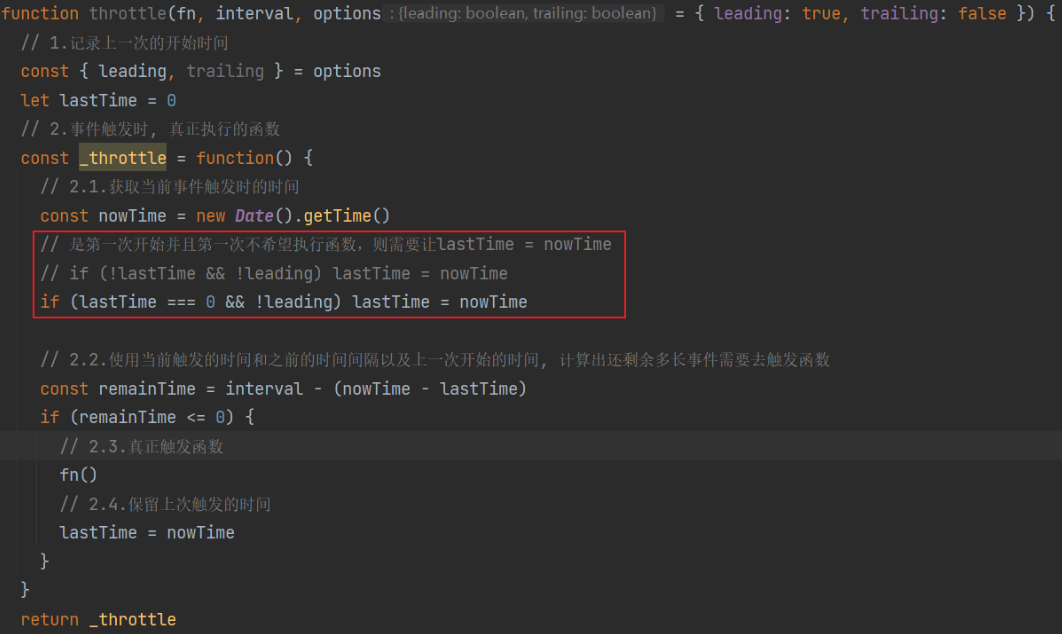 function throttle(fn, interval, options : {leading: boolean, trailing: boolean} = { leading: true, trailing: false }) {
// 1.记录上一次的开始时间
const { leading, trailing } = options
let lastTime = 0
// 2.事件触发时, 真正执行的函数
const _throttle = function() {
// 2.1.获取当前事件触发时的时间
const nowTime = new Date().getTime()
// 是第一次开始并且第一次不希望执行函数，则需要让lastTime = nowTime
// if (!lastTime && !leading) lastTime = nowTime
if (lastTime === 0 && !leading) lastTime = nowTime
// 2.2.使用当前触发的时间和之前的时间间隔以及上一次开始的时间, 计算出还剩余多长事件需要去触发函数
const remainTime = interval - (nowTime - lastTime)
if (remainTime <= 0) {
// 2.3.真正触发函数
fn()
// 2.4.保留上次触发的时间
lastTime = nowTime
}
}
return _throttle